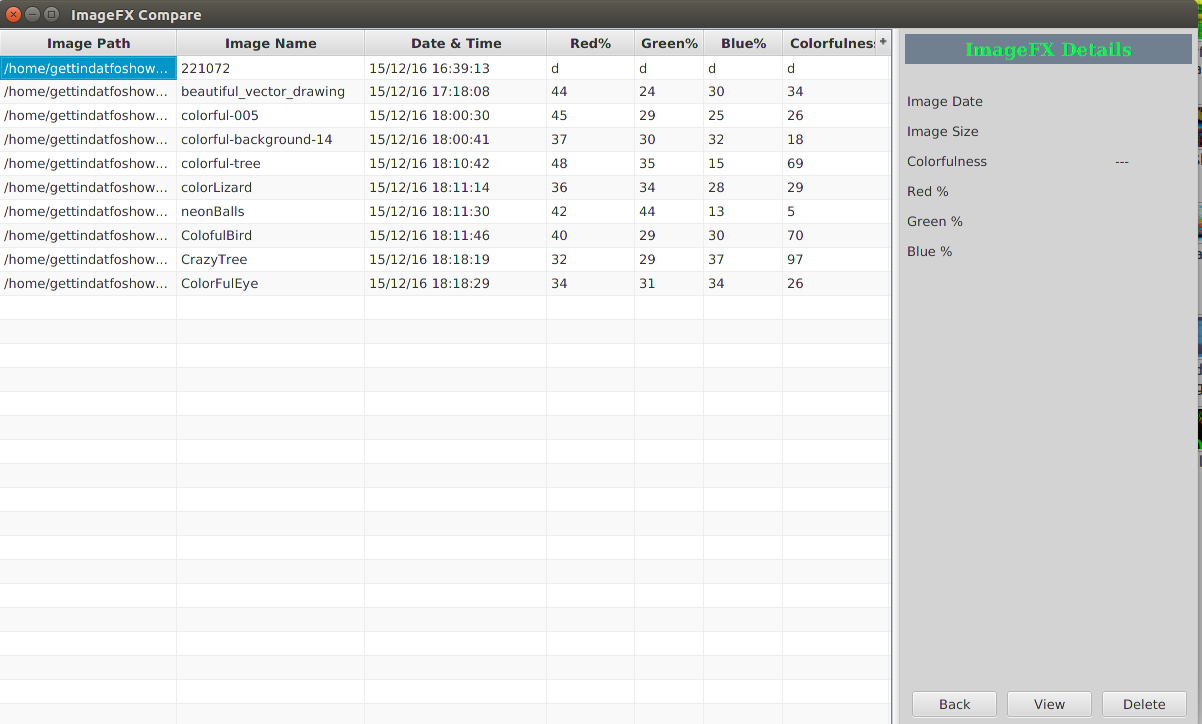 ImageFX Compare
Image Path Image Name Date & Time Red% Green% Blue% Colorfulness +
/home/gettindatfoshow... 221072 15/12/16 16:39:13 d d d d
/home/gettindatfoshow... beautiful_vector_drawing 15/12/16 17:18:08 44 24 30 34
/home/gettindatfoshow... colorful-005 15/12/16 18:00:30 45 29 25 26
/home/gettindatfoshow... colorful-background-14 15/12/16 18:00:41 37 30 32 18
/home/gettindatfoshow... colorful-tree 15/12/16 18:10:42 48 35 15 69
/home/gettindatfoshow... colorLizard 15/12/16 18:11:14 36 34 28 29
/home/gettindatfoshow... neonBalls 15/12/16 18:11:30 42 44 13 5
/home/gettindatfoshow... ColofulBird 15/12/16 18:11:46 40 29 30 70
/home/gettindatfoshow... CrazyTree 15/12/16 18:18:19 32 29 37 97
/home/gettindatfoshow... ColorFulEye 15/12/16 18:18:29 34 31 34 26
ImageFX Details
Image Date
Image Size
Colorfulness ---
Red %
Green %
Blue %
Back View Delete